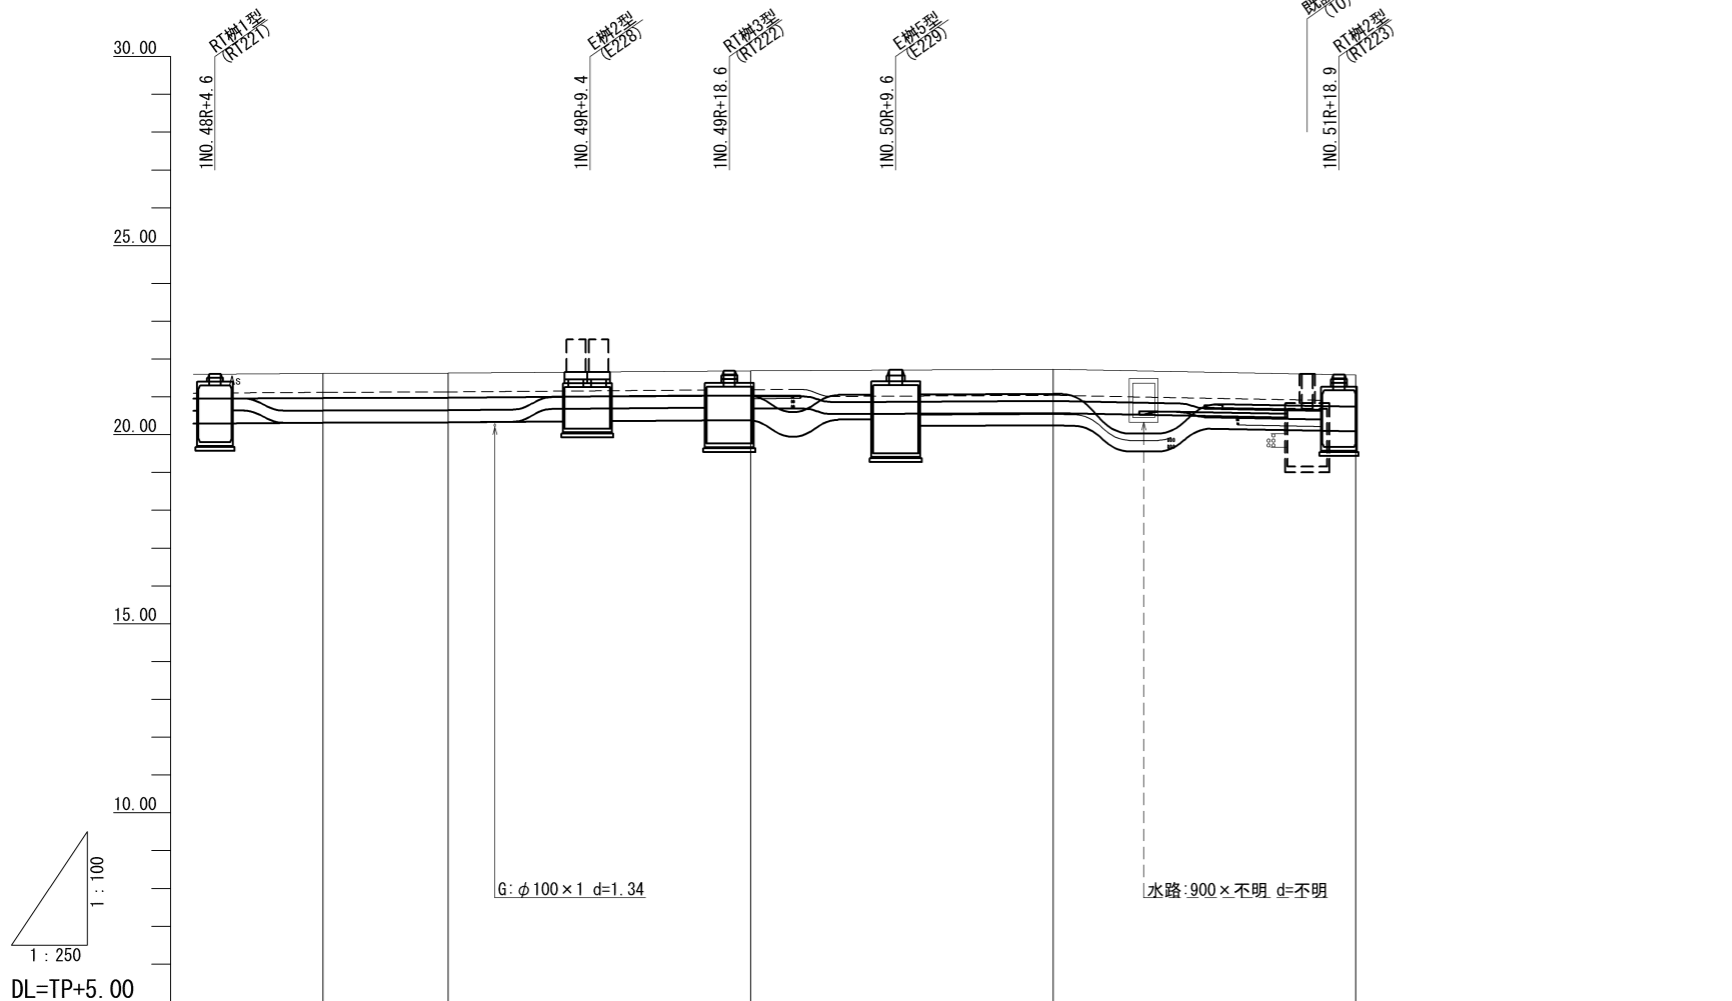 RT桝1型
(RT221)
1NO.48R+4.6
E桝2型
(E228)
1NO.49R+9.4
RT桝3型
(RT222)
1NO.49R+18.6
E桝5型
(E229)
1NO.50R+9.6
(10)
RT桝2型
(RT223)
1NO.51R+18.9
30.00
25.00
20.00
15.00
10.00
G:φ100×1 d=1.34
水路:900×不明 d=不明
1：100
1：250
DL=TP+5.00